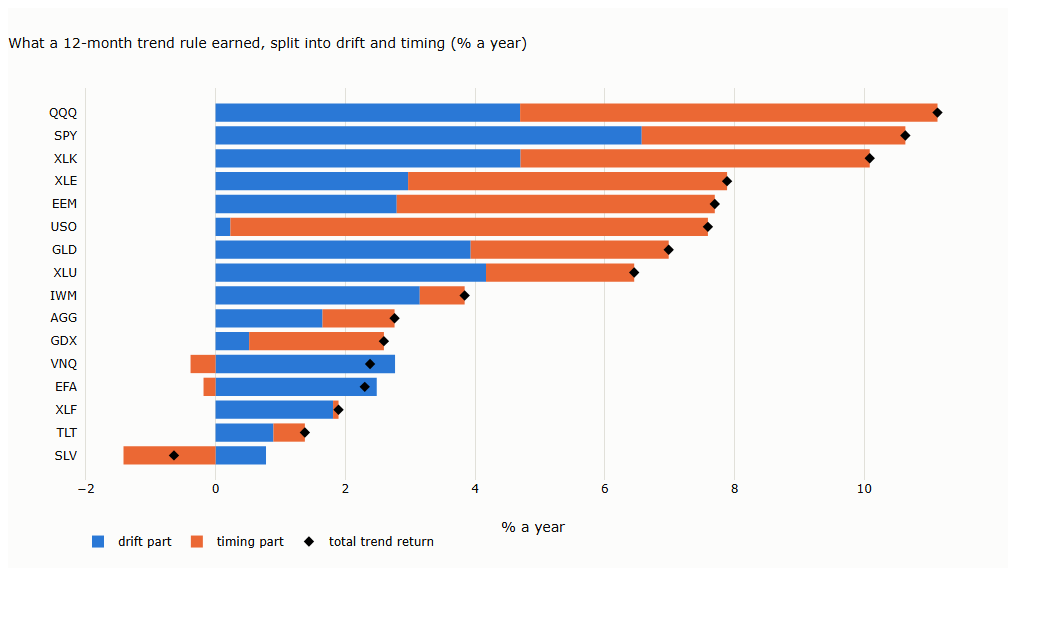 What a 12-month trend rule earned, split into drift and timing (% a year)
QQQ
SPY
XLK
XLE
EEM
USO
GLD
XLU
IWM
AGG
GDX
VNQ
EFA
XLF
TLT
SLV
−2 0 2 4 6 8 10
% a year
drift part timing part total trend return